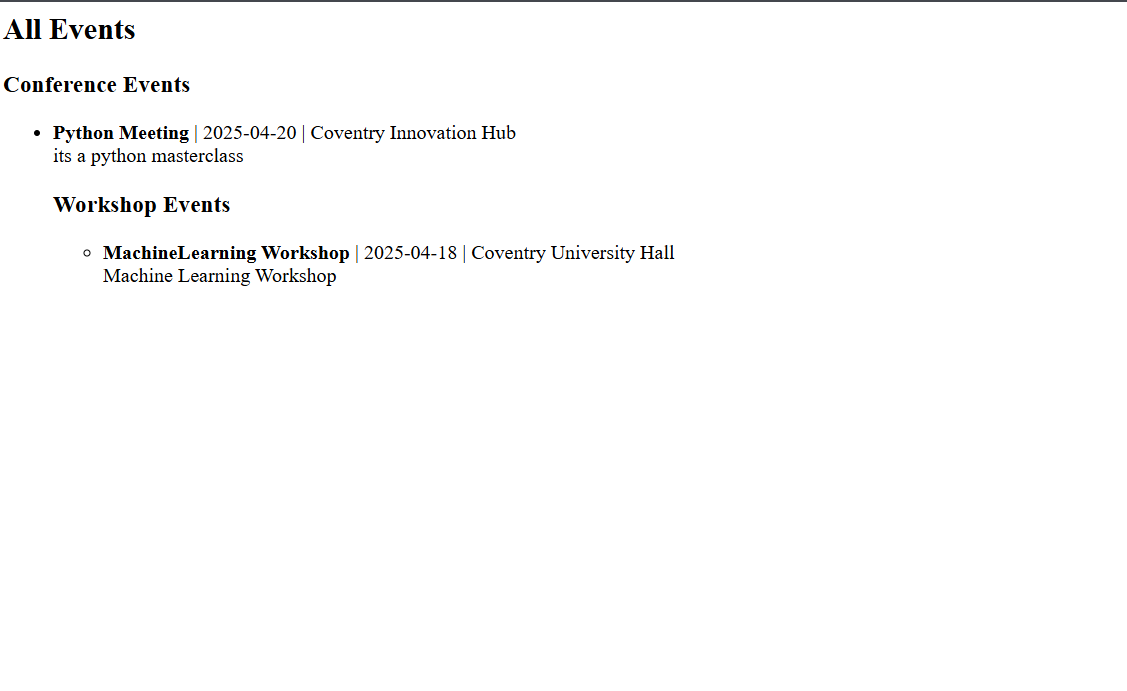 All Events
Conference Events
Python Meeting | 2025-04-20 | Coventry Innovation Hub
its a python masterclass
Workshop Events
MachineLearning Workshop | 2025-04-18 | Coventry University Hall
Machine Learning Workshop